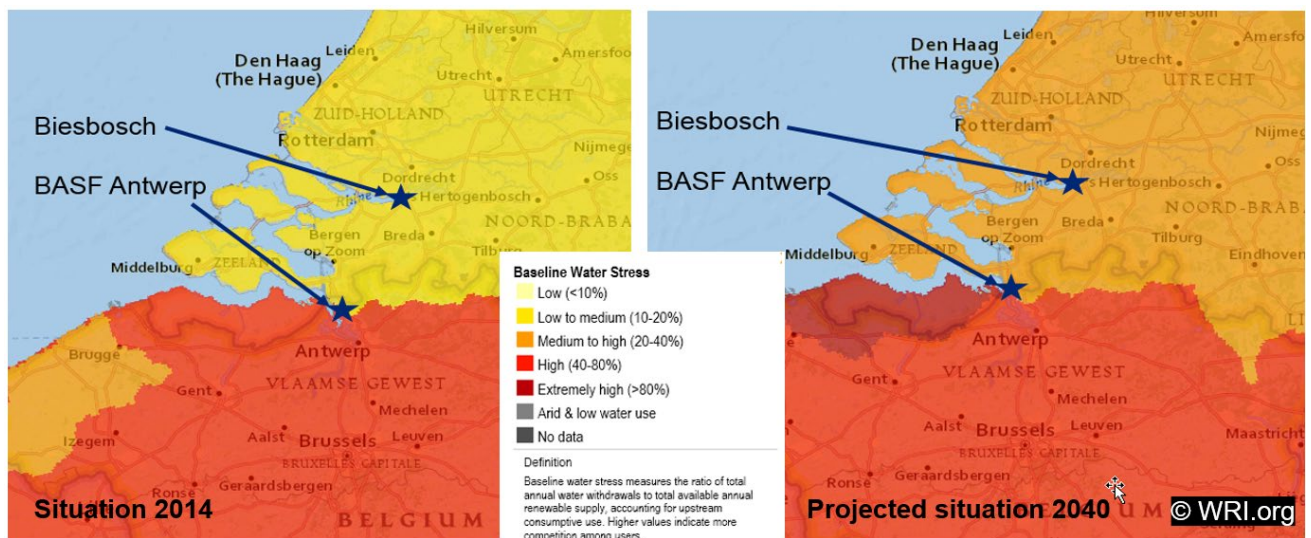 Leiden
Hilversum
Den Haag
(The Hague)
Amersfoo
Utrecht
UTRECHT
ZUID-HOLLAND
Biesbosch
Rotterdam
Nijmege
Dordrecht
Oss
BASF Antwerp
Rhine
s Hertogenbosch
NOORD-BRABA
Bergen
op Zoom
Breda
Tilburg
Middelburg
ZEELAND
Antwerp
Brugge
Gent
VLAAMSE GEWEST
Mechelen
Izegem
Aalst
Brussels
Leuven
BRUXELLES CAPITALE
Ronse
Geraardsbergen
Situation 2014
BELGIUM
Baseline Water Stress
Low (<10%)
Low to medium (10-20%)
Medium to high (20-40%)
High (40-80%)
Extremely high (>80%)
Arid & low water use
No data
Definition
Baseline water stress measures the ratio of total
annual water withdrawals to total available annual
renewable supply, accounting for upstream
consumptive use. Higher values indicate more
competition among users.
Hilversum
Leiden
Den Haag
(The Hague)
Amersfoo
Utrecht
UTRECHT
ZUID-HOLLAND
Biesbosch
Rotterdam
Nijmege
Dordrecht
Oss
BASF Antwerp
Rhine
s Hertogenbosch
NOORD-BRABA
Bergen
op Zoom
Breda
Tilburg
Eindhoven
Middelburg
ZEELAND
Antwerp
Gent
VLAAMSE GEWEST
Mechelen
Aalst
Brussels
Leuven
Maastricht
BRUXELLES CAPITALE
Ronse
Geraardsbergen
Projected situation 2040
UM
© WRI.org